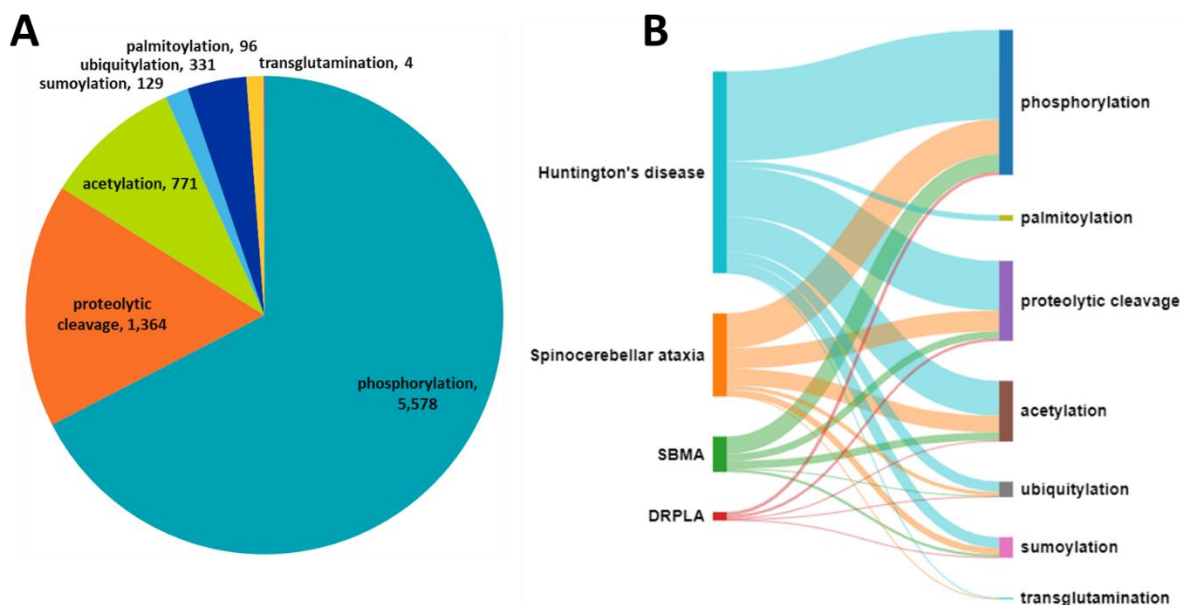 A
palmitoylation, 96
ubiquitylation, 331
transglutamination, 4
sumoylation, 129
acetylation, 771
proteolytic
cleavage, 1,364
phosphorylation,
5,578
B
Huntington's disease
Spinocerebellar ataxia
SBMA
DRPLA
phosphorylation
palmitoylation
proteolytic cleavage
acetylation
ubiquitylation
sumoylation
transglutamination